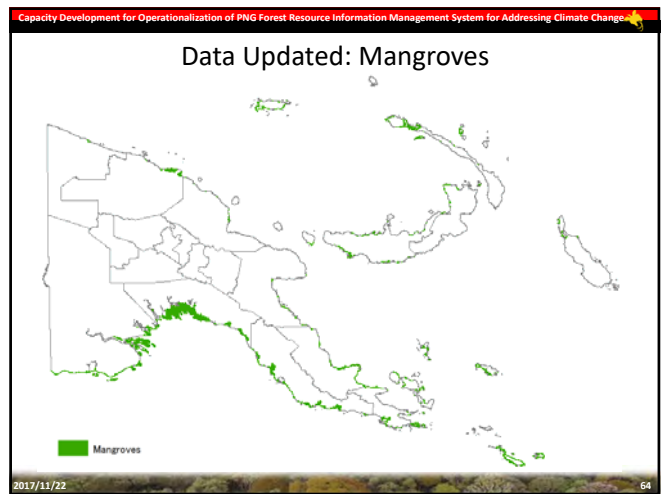 Capacity Development for Operationalization of PNG Forest Resource Information Management System for Addressing Climate Change
Data Updated: Mangroves
Mangroves
2017/11/22
64